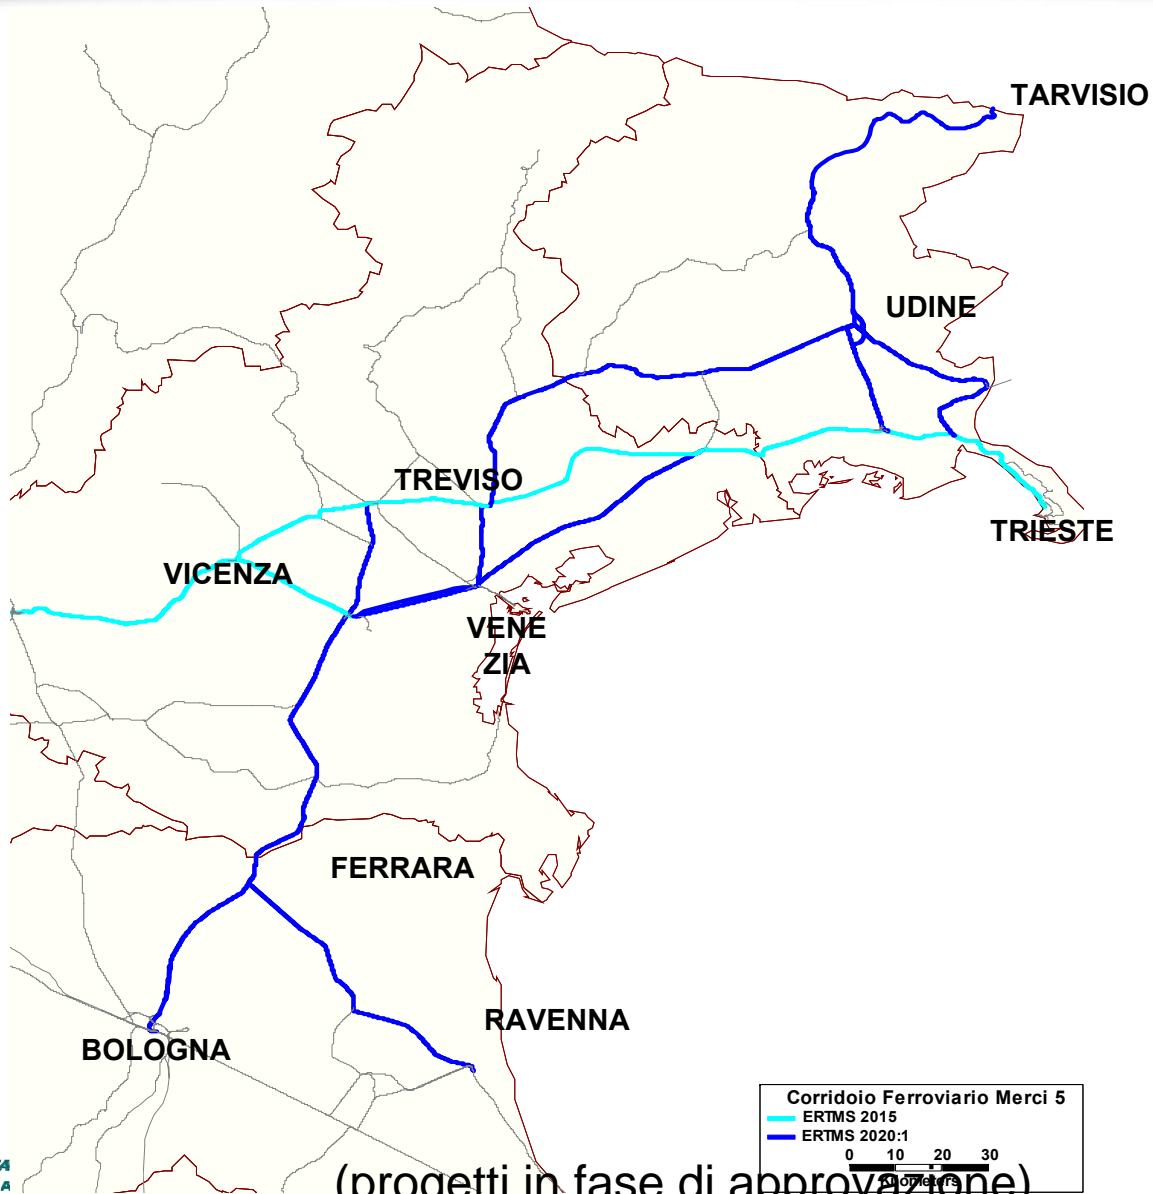 TARVISIO
UDINE
TREVISO
TRIESTE
VICENZA
VENE
ZIA
FERRARA
RAVENNA
BOLOGNA
Corridoio Ferroviario Merci 5
ERTMS 2015
ERTMS 2020:1
0 10 20 30
Kilometers
(progetti in fase di approvazione)